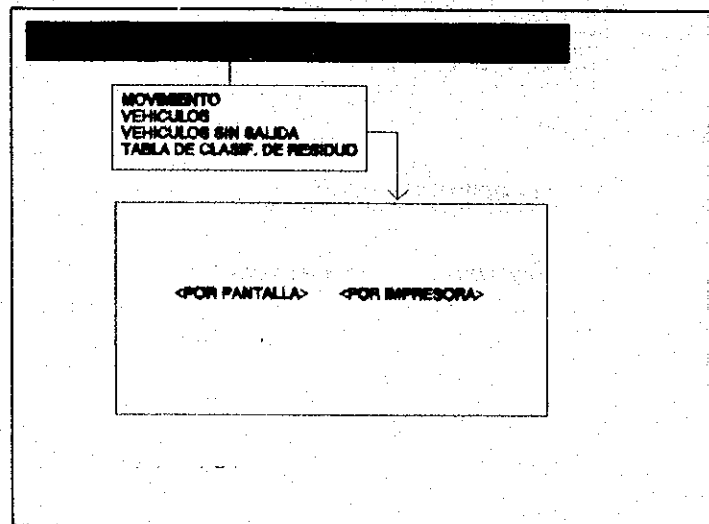 MOVIMIENTO
VEHICULOS
VEHICULOS SIN SALIDA
TABLA DE CLASIF. DE RESIDUO
<POR PANTALLA> <POR IMPRESORA>